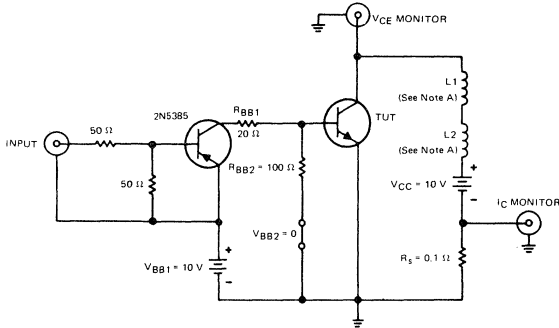 VCE MONITOR
L1
(See Note A)
2N5385
RBB1
20 Ω
TUT
50 Ω
INPUT
L2
(See Note A)
RBB2 = 100 Ω
+
VCC = 10 V
-
50 Ω
IC MONITOR
VBB2 = 0
+
VBB1 = 10 V
-
Rs = 0.1 Ω